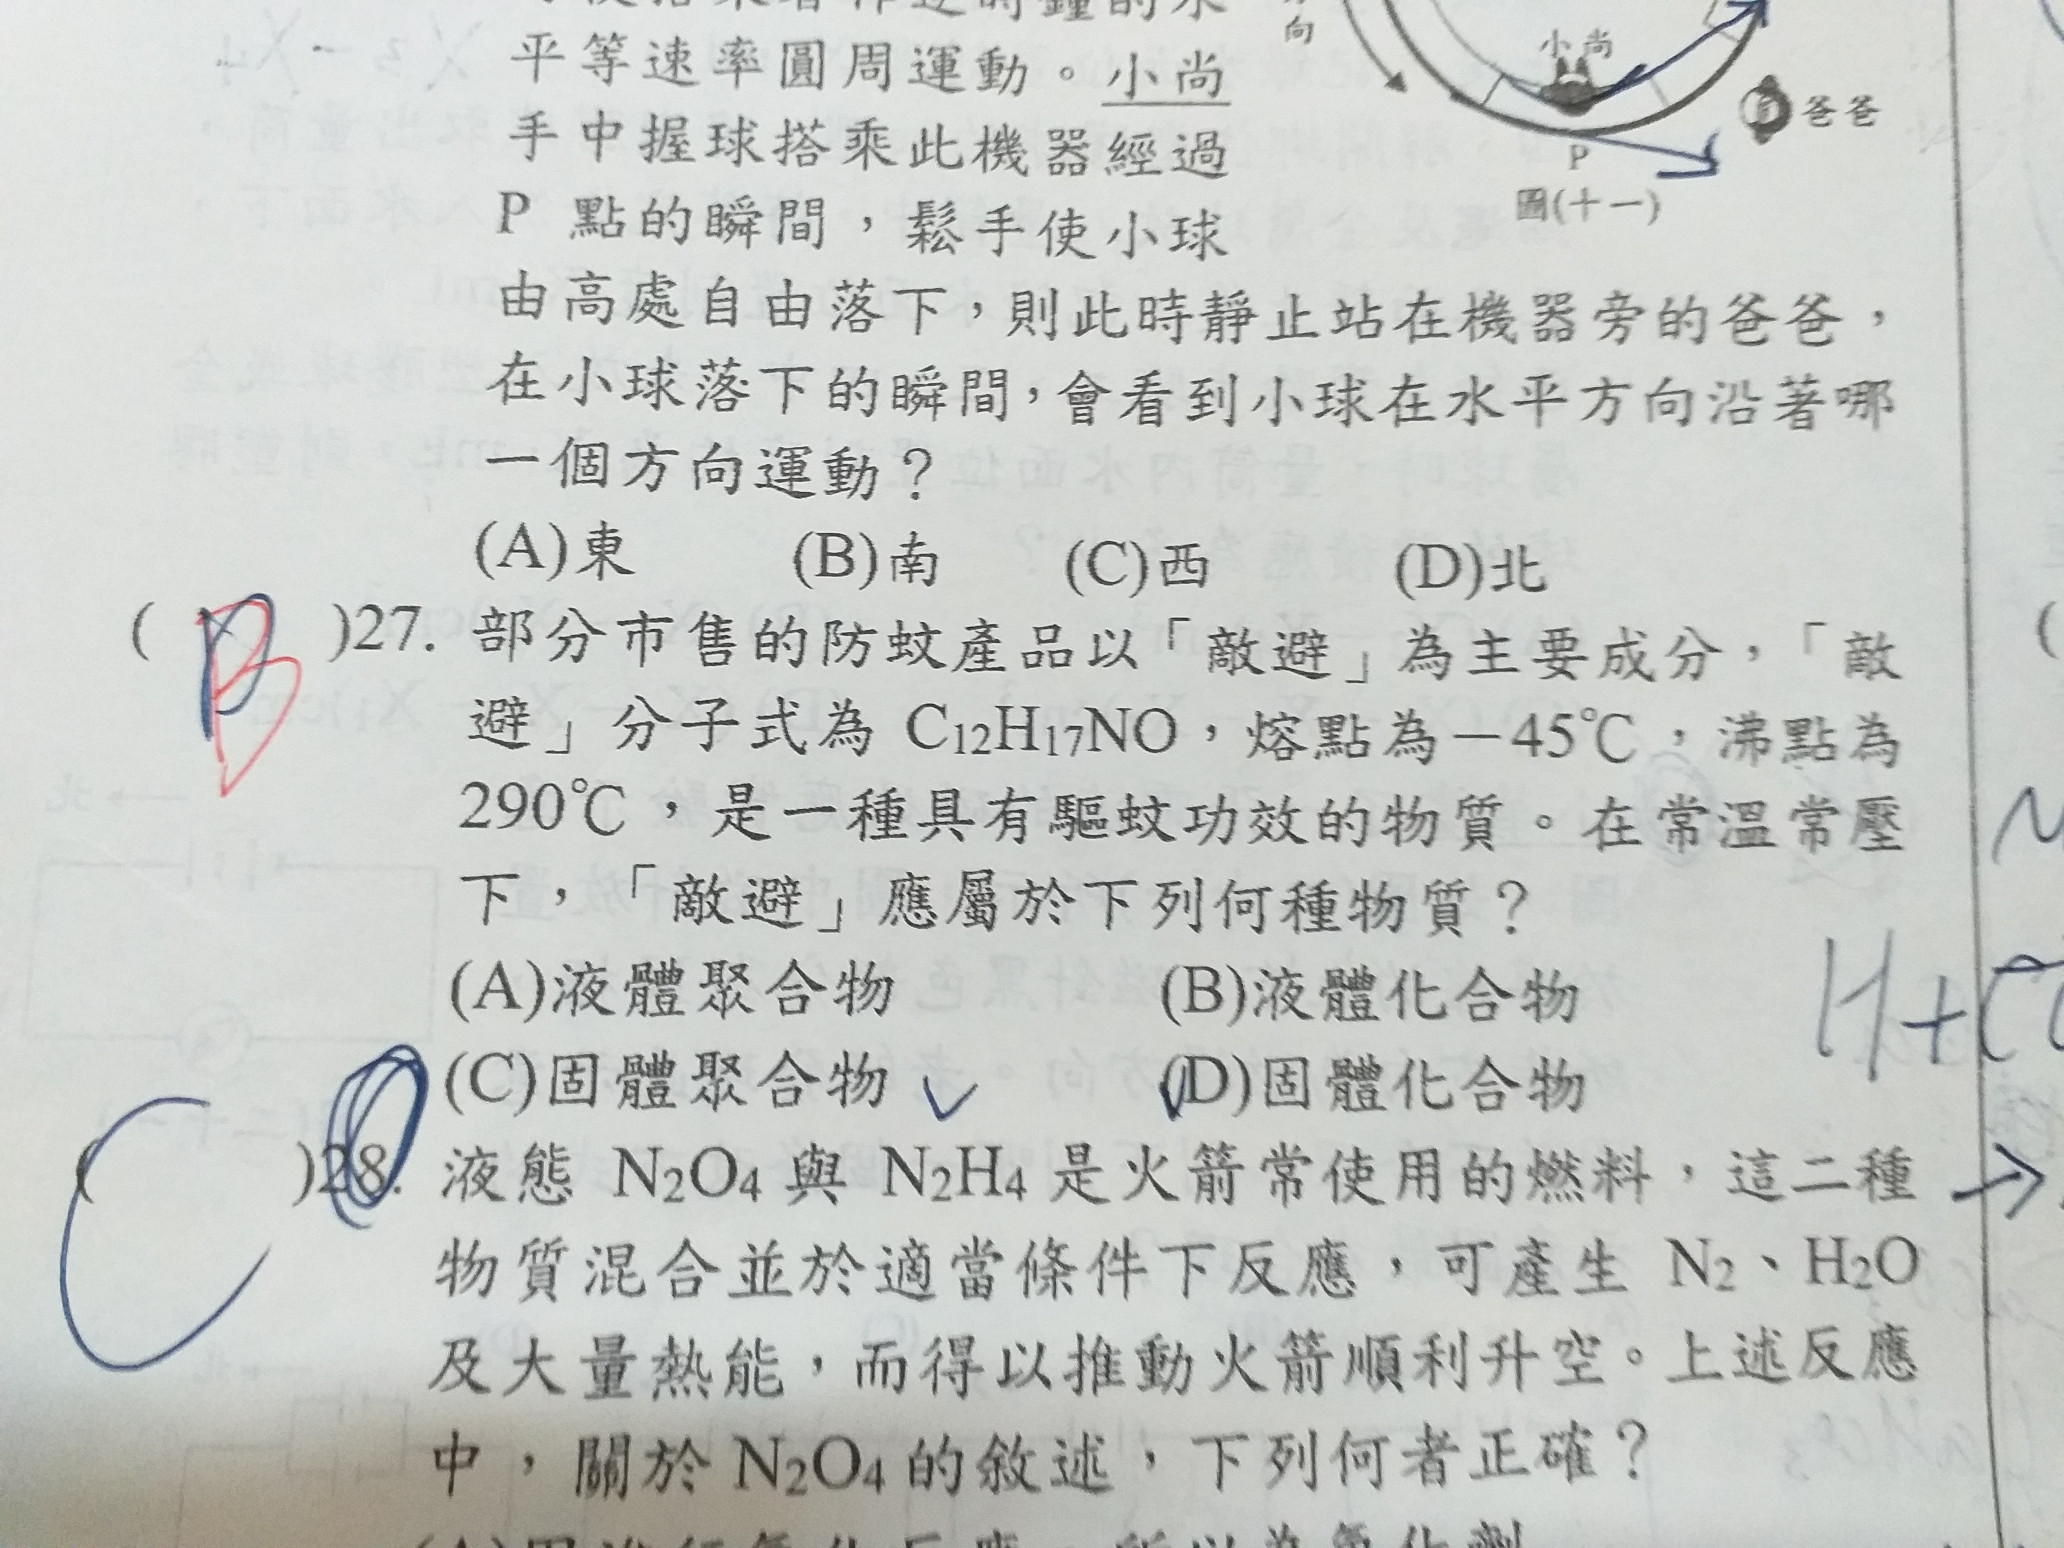 平等速率圓周運動。小尚
手中握球搭乘此機器經過
P 點的瞬間，鬆手使小球
由高處自由落下，則此時靜止站在機器旁的爸爸，
在小球落下的瞬間，會看到小球在水平方向沿著哪
一個方向運動？
(A)東 (B)南 (C)西 (D)北
向
小尚
爸爸
P
圖(十一)
( B )27. 部分市售的防蚊產品以「敵避」為主要成分，「敵
避」分子式為 C₁₂H₁₇NO，熔點為－45℃，沸點為
290℃，是一種具有驅蚊功效的物質。在常溫常壓
下，「敵避」應屬於下列何種物質？
(A)液體聚合物 (B)液體化合物
(C)固體聚合物 (D)固體化合物
( C )28. 液態 N₂O₄ 與 N₂H₄ 是火箭常使用的燃料，這二種
物質混合並於適當條件下反應，可產生 N₂、H₂O
及大量熱能，而得以推動火箭順利升空。上述反應
中，關於 N₂O₄ 的敘述，下列何者正確？
H+